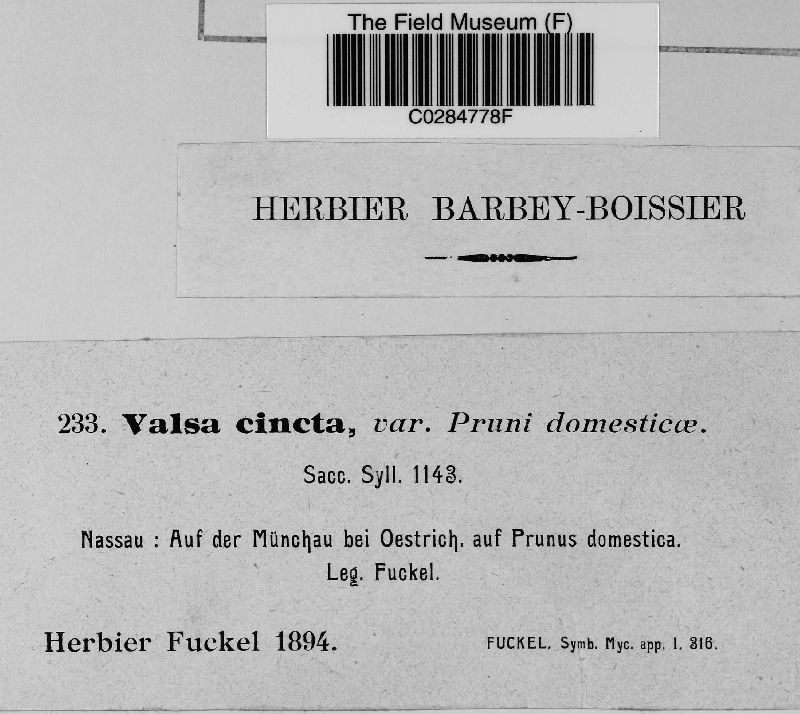 The Field Museum (F)
C0284778F
HERBIER BARBEY-BOISSIER
233. Valsa cincta, var. Pruni domesticæ.
Sacc. Syll. 1143.
Nassau : Auf der Münchau bei Oestrich. auf Prunus domestica.
Leg. Fuckel.
Herbier Fuckel 1894.
FUCKEL, Symb. Myc. app. I. 316.